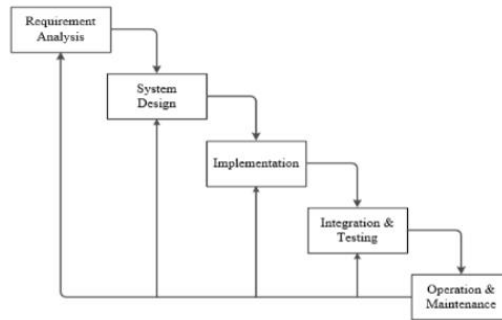 Requirement
Analysis
System
Design
Implementation
Integration &
Testing
Operation &
Maintenance